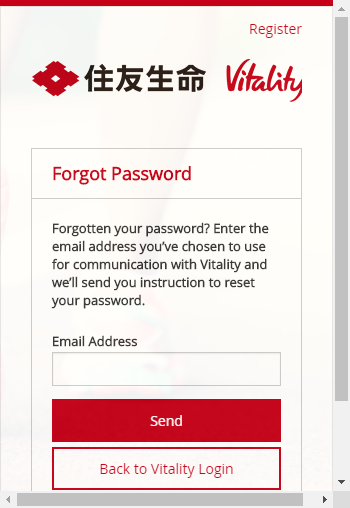 Register
住友生命 Vitality
Forgot Password
Forgotten your password? Enter the
email address you've chosen to use
for communication with Vitality and
we'll send you instruction to reset
your password.
Email Address
Send
Back to Vitality Login